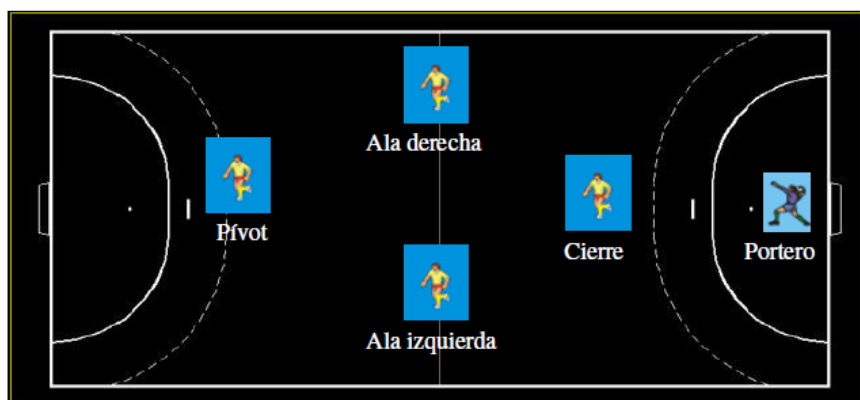 Ala derecha
Pívot
Cierre
Portero
Ala izquierda